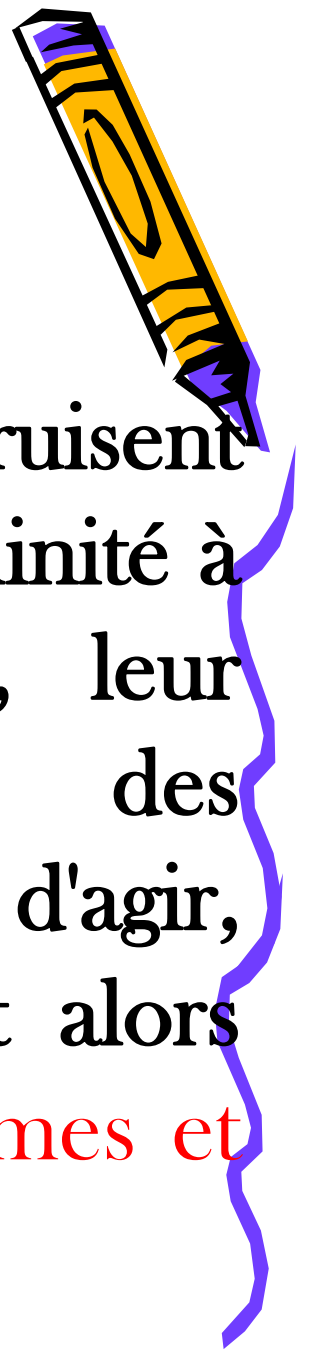 ruisent
inité à
, leur
des
d'agir,
t alors
mes et